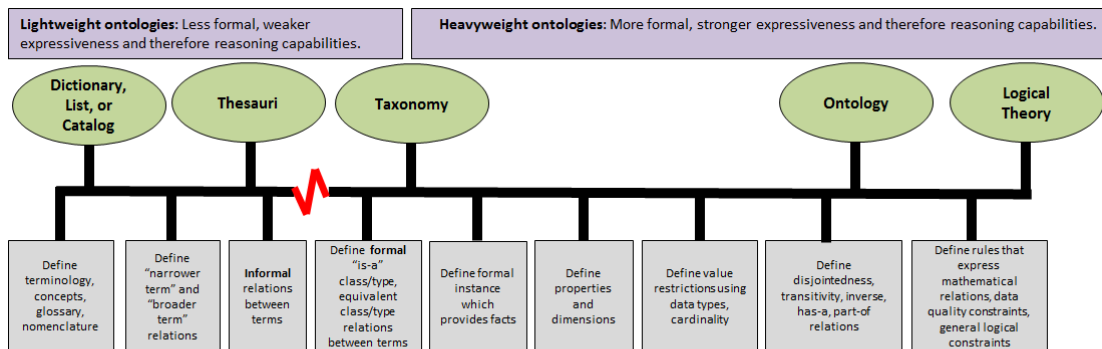 Lightweight ontologies: Less formal, weaker
expressiveness and therefore reasoning capabilities.
Heavyweight ontologies: More formal, stronger expressiveness and therefore reasoning capabilities.
Dictionary,
List, or
Catalog
Thesauri
Taxonomy
Ontology
Logical
Theory
Define
terminology,
concepts,
glossary,
nomenclature
Define
"narrower
term" and
"broader
term"
relations
Informal
relations
between
terms
Define formal
"is-a"
class/type,
equivalent
class/type
relations
between terms
Define formal
instance
which
provides facts
Define
properties
and
dimensions
Define value
restrictions using
data types,
cardinality
Define
disjointedness,
transitivity, inverse,
has-a, part-of
relations
Define rules that
express
mathematical
relations, data
quality constraints,
general logical
constraints